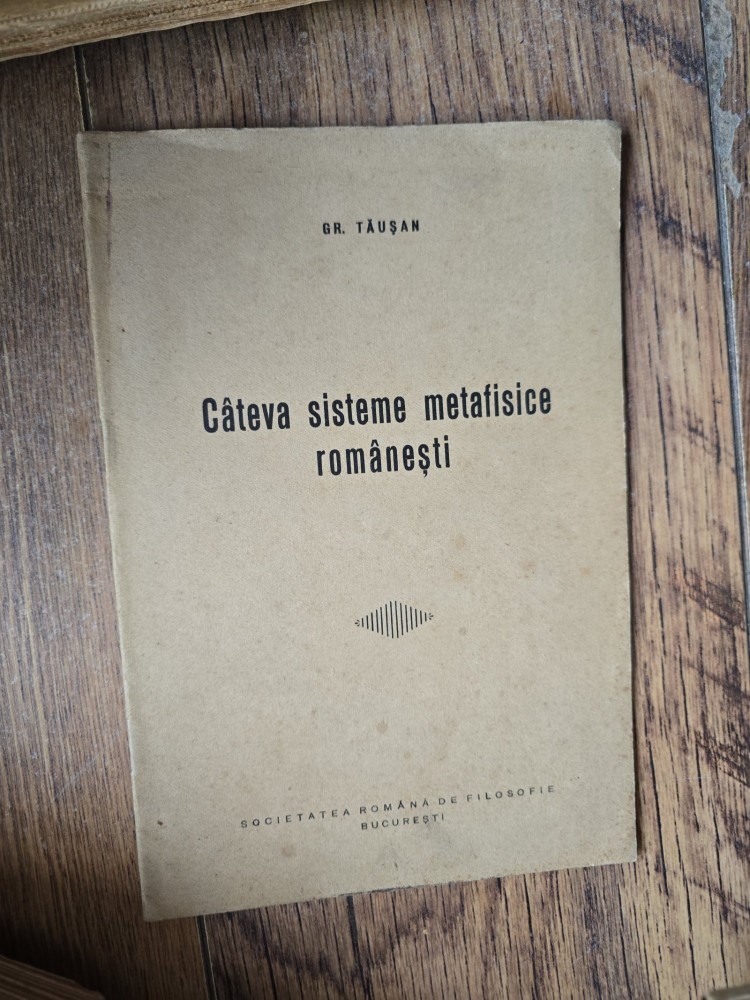 GR. TĂUŞAN
Câteva sisteme metafisice
româneşti
SOCIETATEA ROMÂNĂ DE FILOSOFIE
BUCUREŞTI